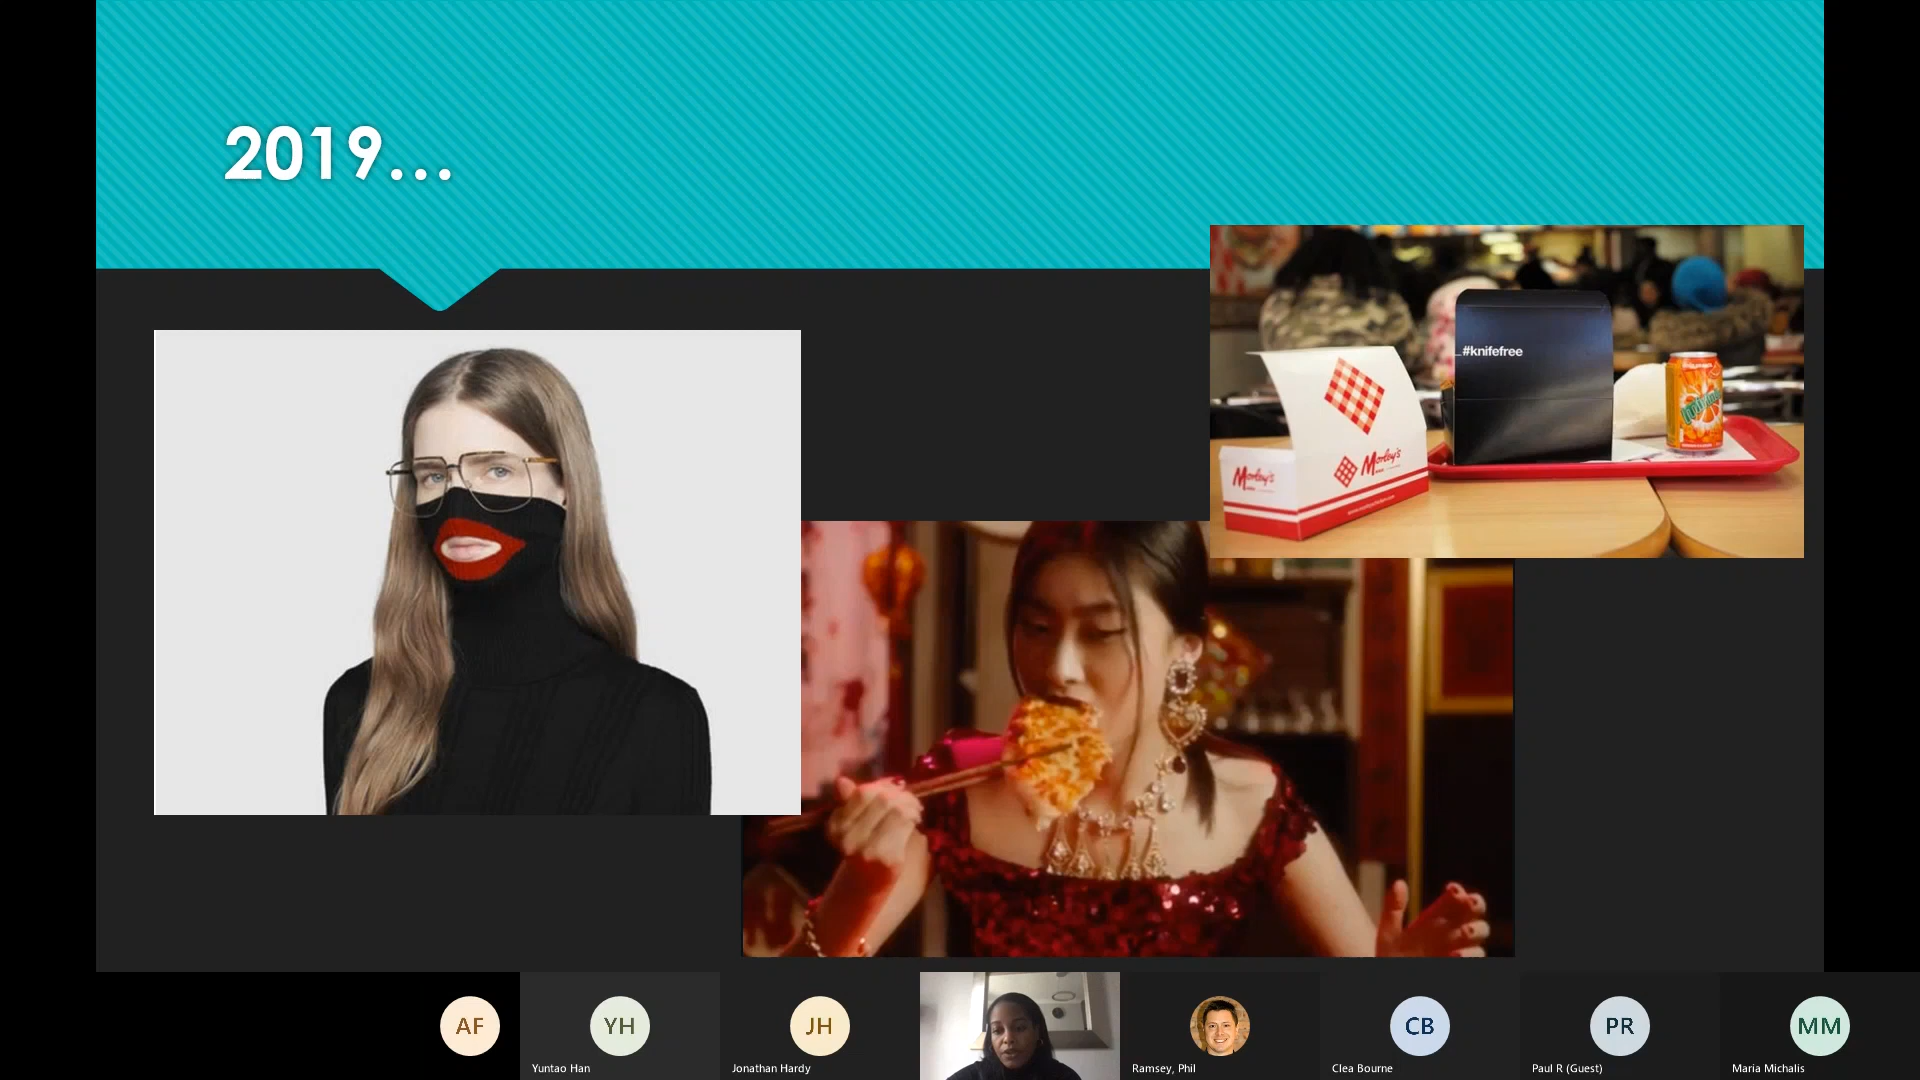 2019...
_#knifefree
Morley's
Morley's
AF
YH
JH
CB
PR
MM
Yuntao Han
Jonathan Hardy
Ramsey, Phil
Clea Bourne
Paul R (Guest)
Maria Michalis